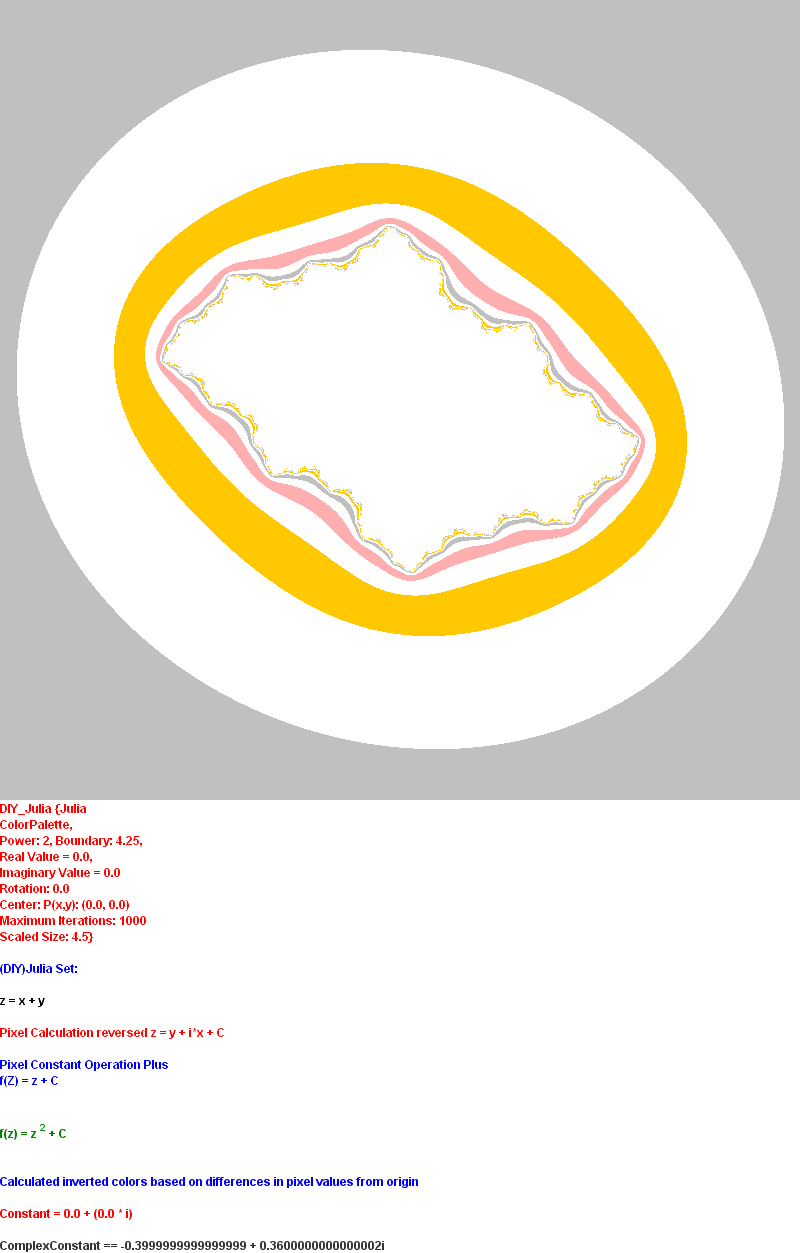 DIY_Julia {Julia
ColorPalette,
Power: 2, Boundary: 4.25,
Real Value = 0.0,
Imaginary Value = 0.0
Rotation: 0.0
Center: P(x,y): (0.0, 0.0)
Maximum Iterations: 1000
Scaled Size: 4.5}
(DIY)Julia Set:
z = x + y
Pixel Calculation reversed z = y + i*x + C
Pixel Constant Operation Plus
f(Z) = z + C
f(z) = z 2 + C
Calculated inverted colors based on differences in pixel values from origin
Constant = 0.0 + (0.0 * i)
ComplexConstant == -0.3999999999999999 + 0.3600000000000002i